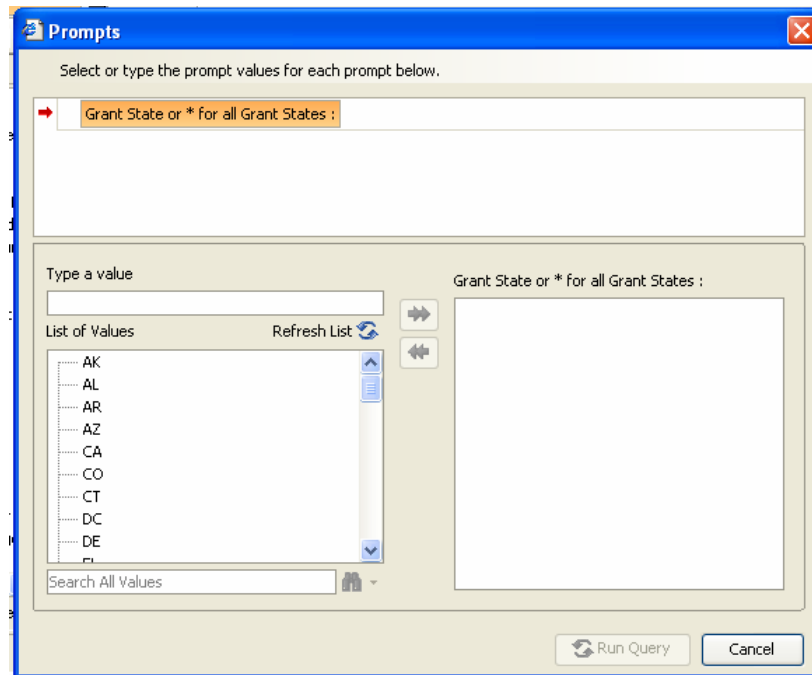 Prompts
Select or type the prompt values for each prompt below.
Grant State or * for all Grant States :
Type a value
Grant State or * for all Grant States :
List of Values Refresh List
AK
AL
AR
AZ
CA
CO
CT
DC
DE
Search All Values
Run Query Cancel